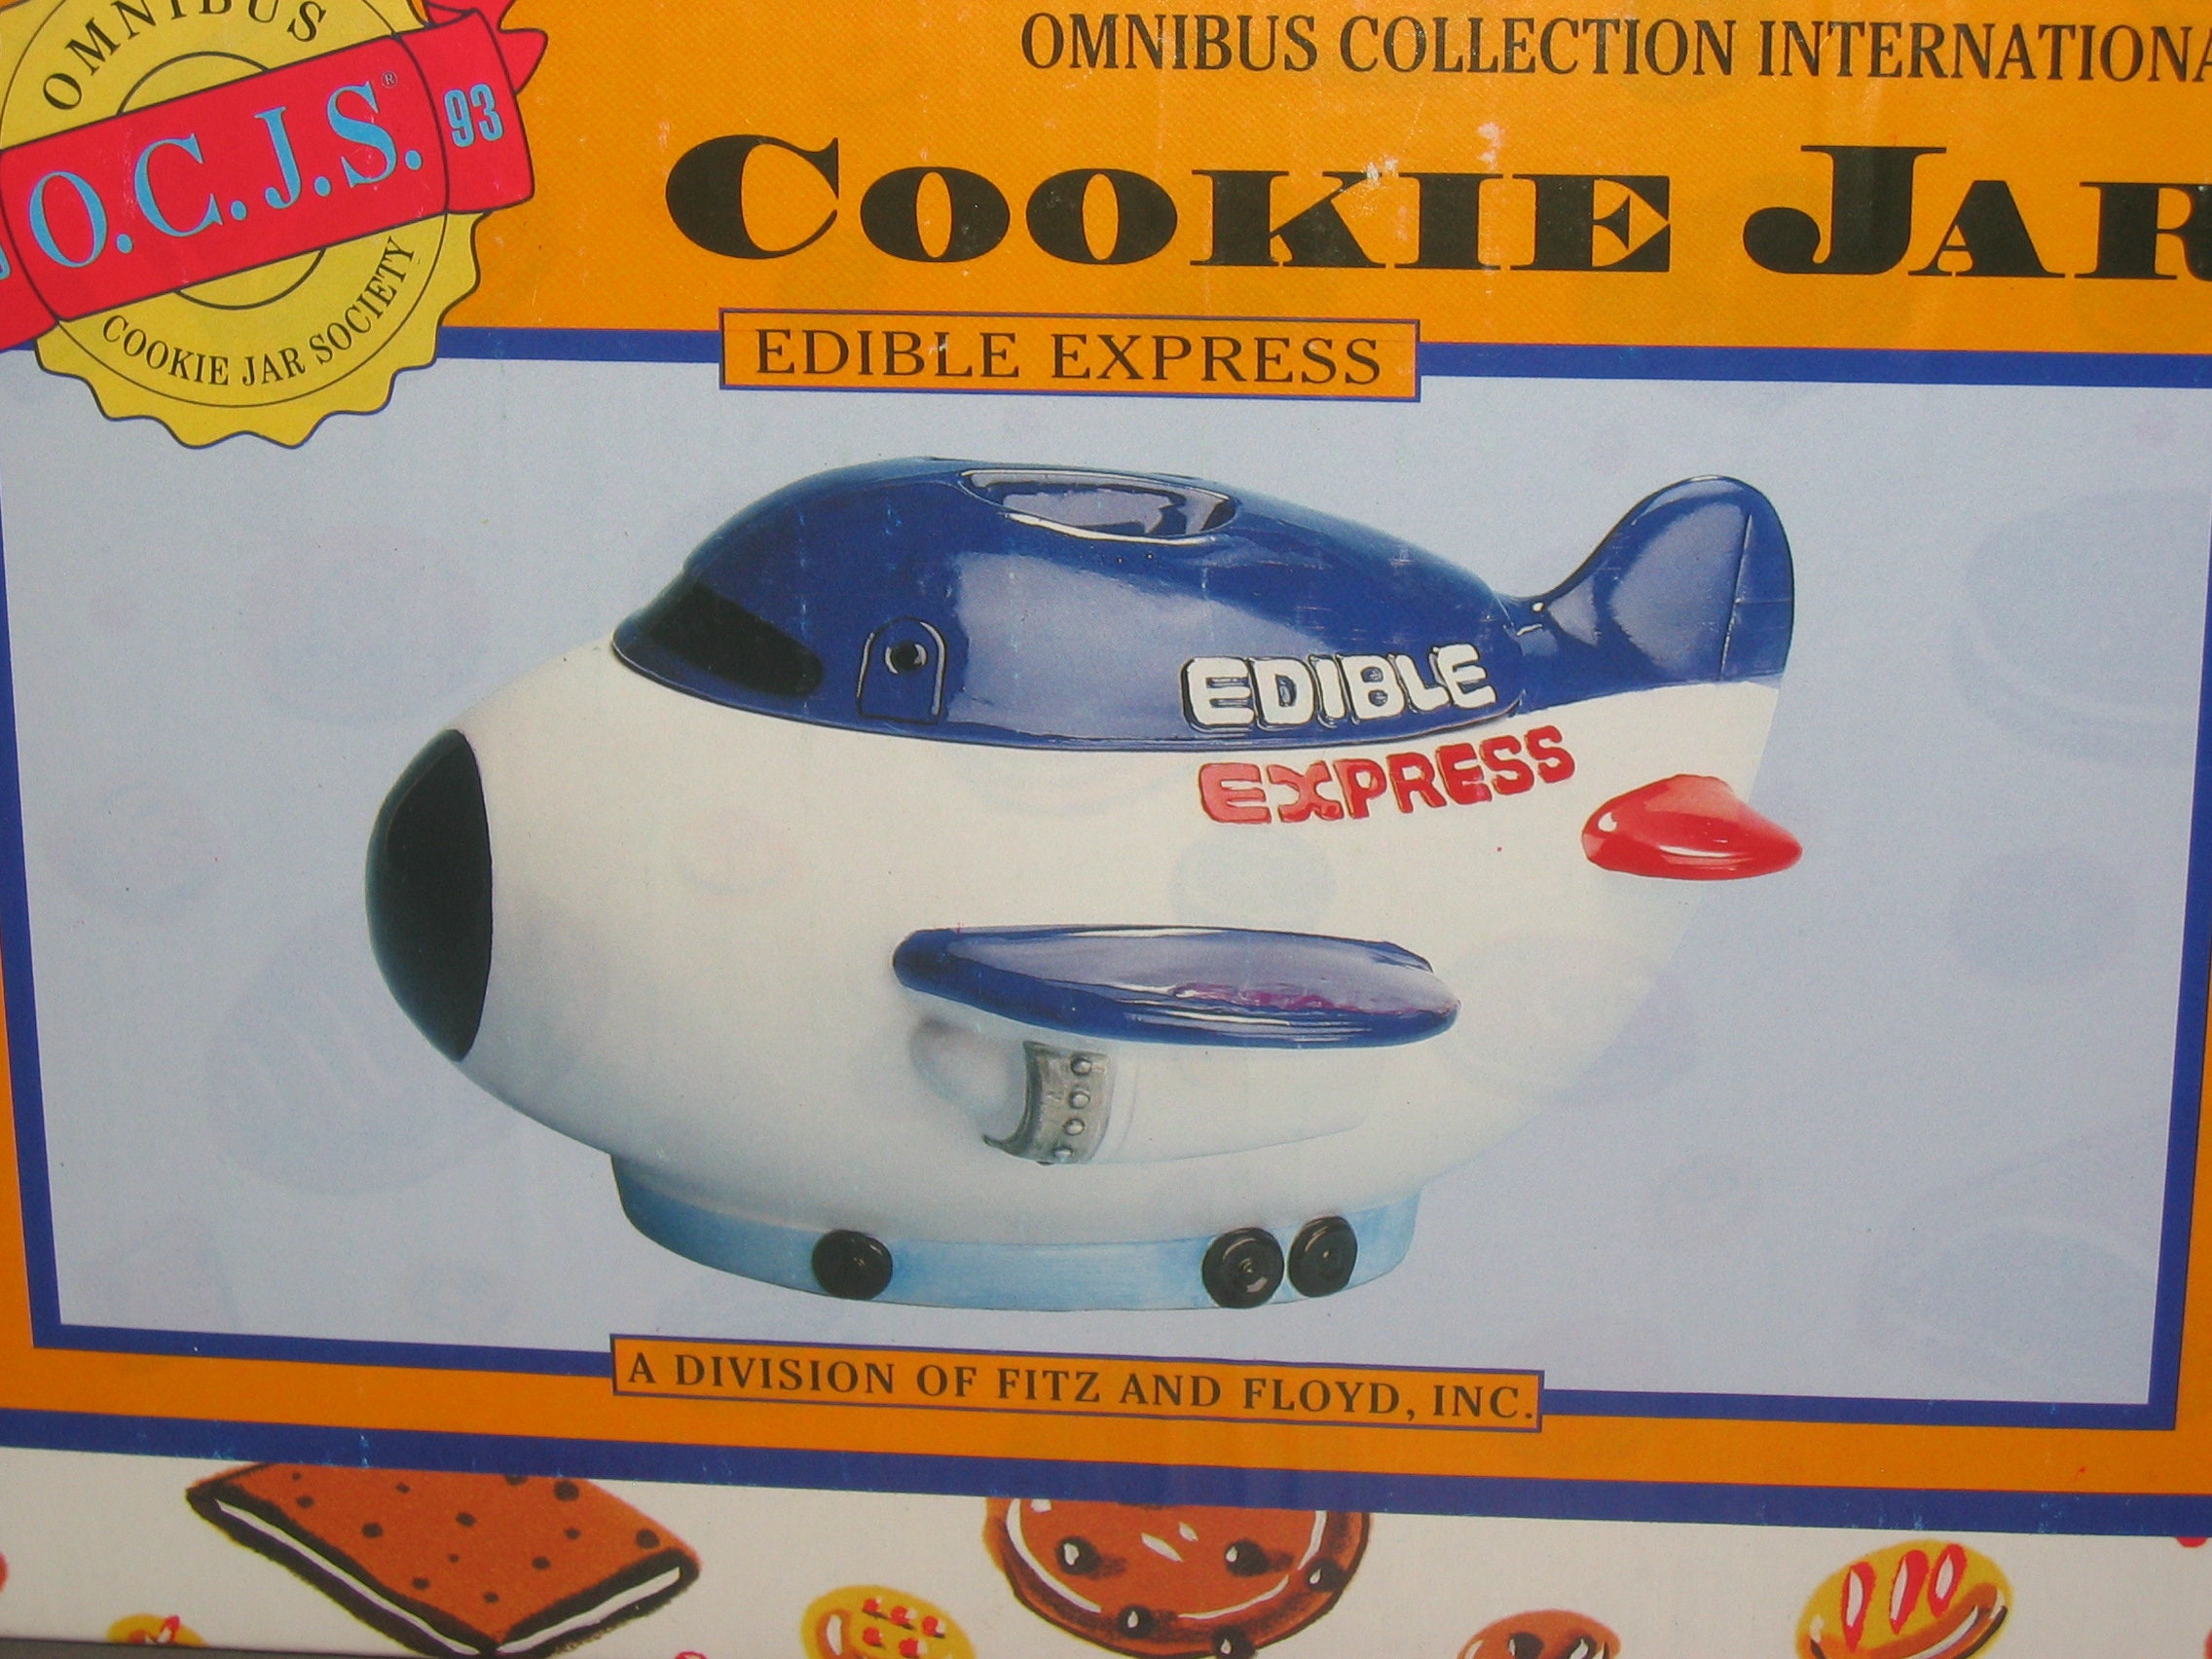 OMNIBUS
O.C.J.S.®
93
COOKIE JAR SOCIETY
OMNIBUS COLLECTION INTERNATIONA
COOKIE JAR
EDIBLE EXPRESS
EDIBLE
EXPRESS
A DIVISION OF FITZ AND FLOYD, INC.